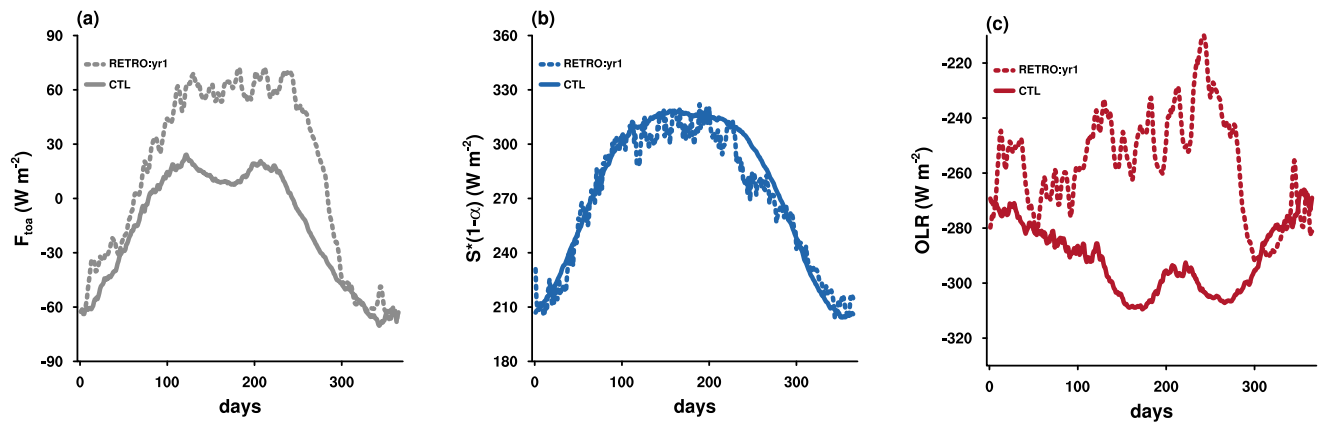 (a)
90
60
30
0
-30
-60
-90
F_toa (W m⁻²)
RETRO:yr1
CTL
0
100
200
300
days
(b)
360
330
300
270
240
210
180
S*(1-α) (W m⁻²)
RETRO:yr1
CTL
0
100
200
300
days
(c)
-220
-240
-260
-280
-300
-320
OLR (W m⁻²)
RETRO:yr1
CTL
0
100
200
300
days